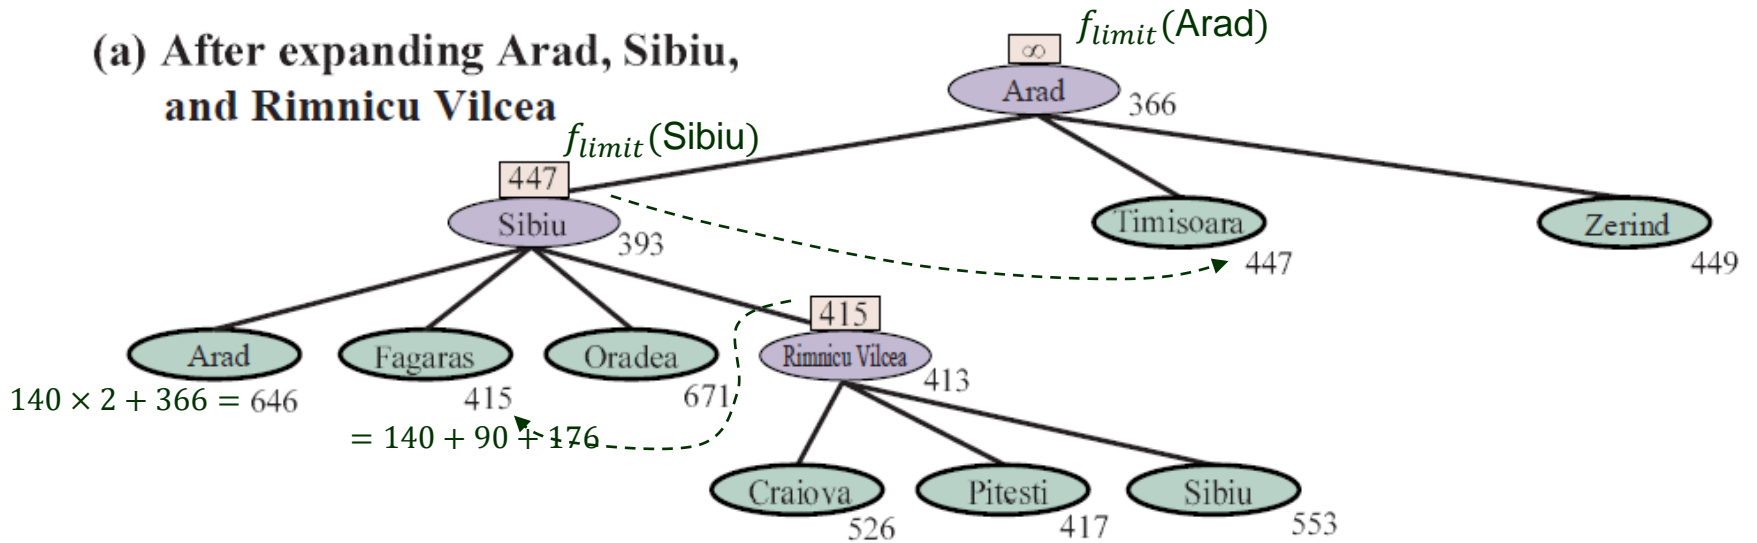 (a) After expanding Arad, Sibiu,
and Rimnicu Vilcea
f_limit(Arad)
∞
Arad
366
f_limit(Sibiu)
447
Sibiu
393
Timisoara
447
Zerind
449
Arad
140 × 2 + 366 = 646
Fagaras
415
= 140 + 90 + 176
Oradea
671
415
Rimnicu Vilcea
413
Craiova
526
Pitesti
417
Sibiu
553